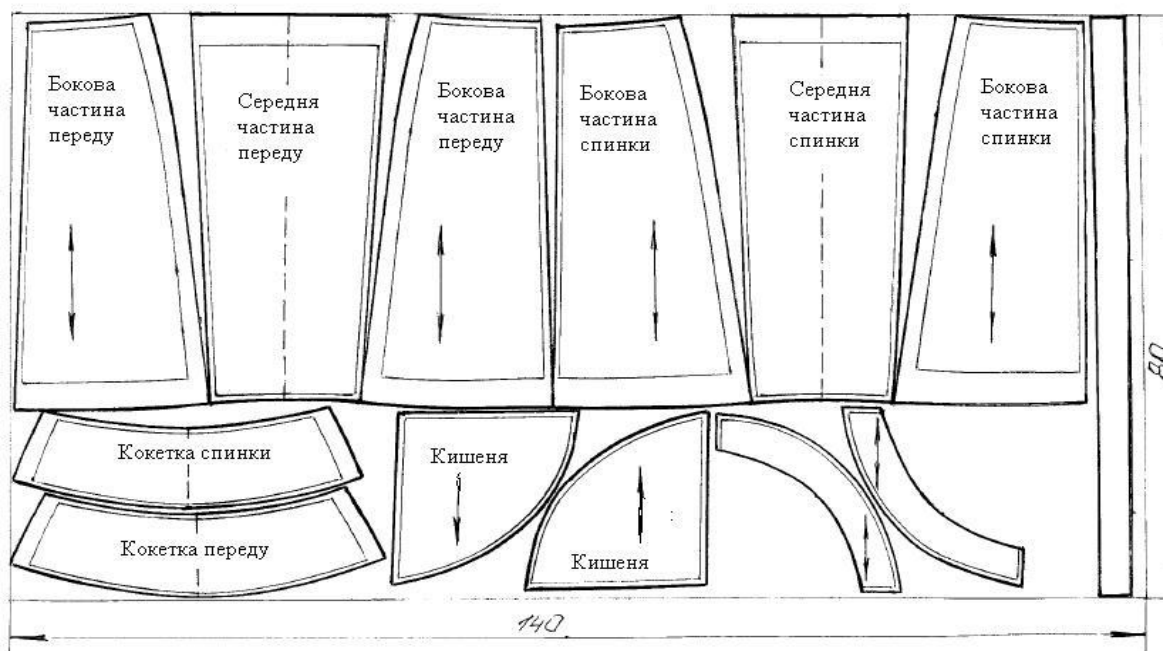 Бокова
частина
переду
Середня
частина
переду
Бокова
частина
переду
Бокова
частина
спинки
Середня
частина
спинки
Бокова
частина
спинки
80
Кокетка спинки
Кокетка переду
Кишеня
Кишеня
140